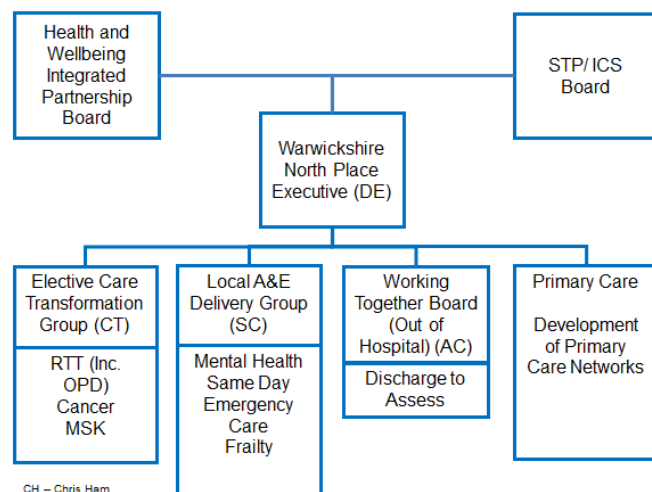 Health and
Wellbeing
Integrated
Partnership
Board
STP/ ICS
Board
Warwickshire
North Place
Executive (DE)
Elective Care
Transformation
Group (CT)
RTT (Inc.
OPD)
Cancer
MSK
Local A&E
Delivery Group
(SC)
Mental Health
Same Day
Emergency
Care
Frailty
Working
Together Board
(Out of
Hospital) (AC)
Discharge to
Assess
Primary Care
Development
of Primary
Care Networks
CH – Chris Ham